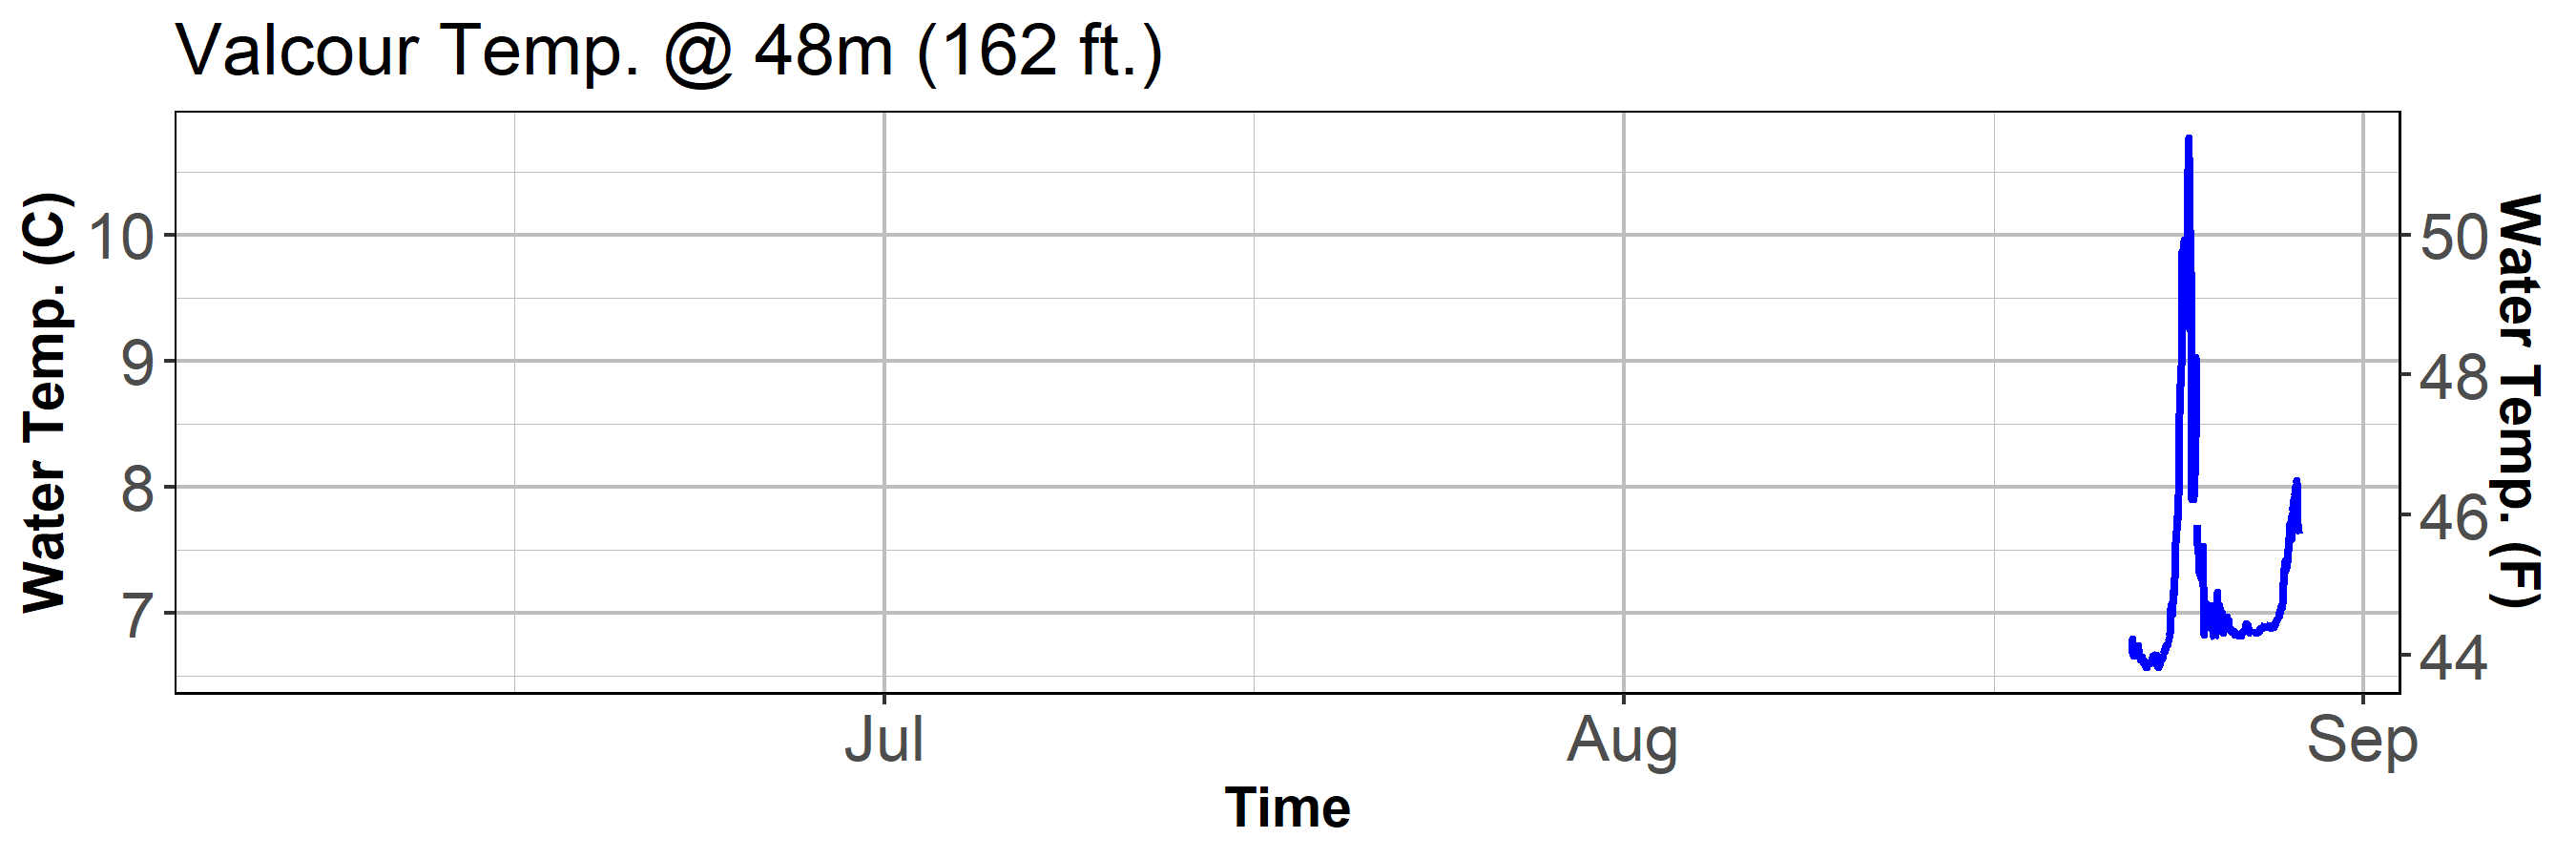 Valcour Temp. @ 48m (162 ft.)
Water Temp. (C)
10
9
8
7
50
48
46
44
Water Temp. (F)
Jul
Aug
Sep
Time